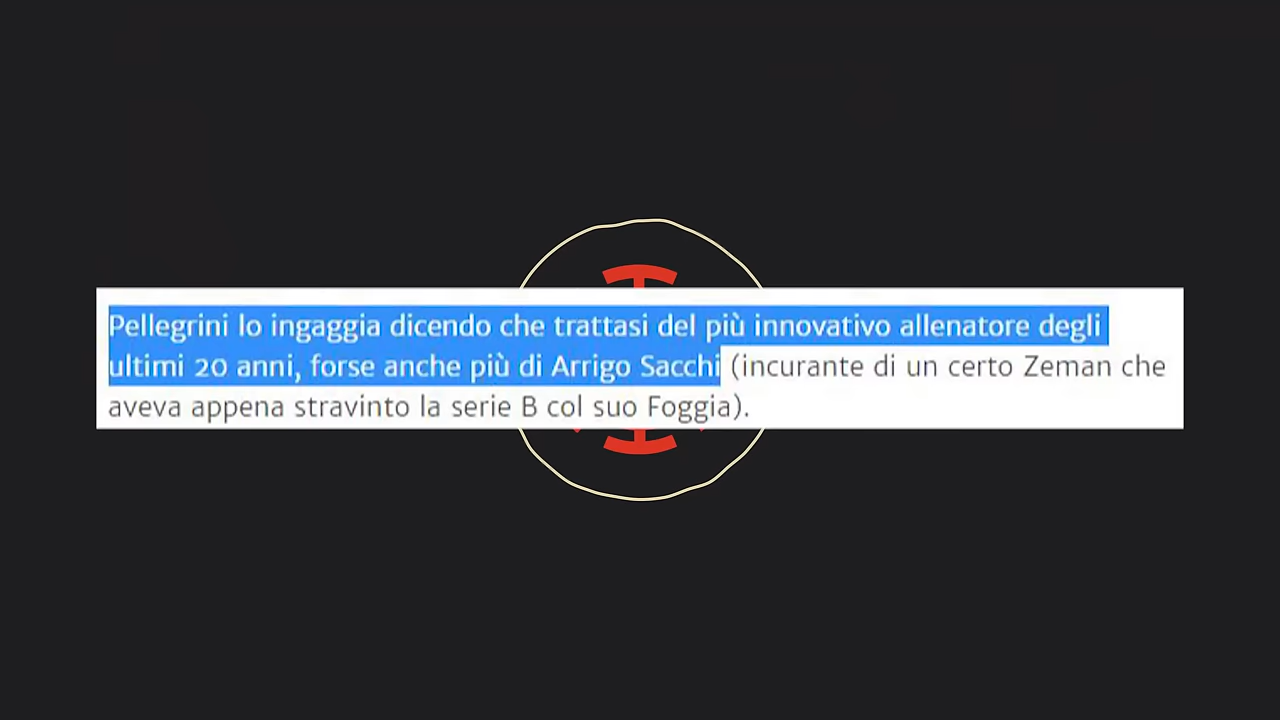 Pellegrini lo ingaggia dicendo che trattasi del più innovativo allenatore degli
ultimi 20 anni, forse anche più di Arrigo Sacchi (incurante di un certo Zeman che
aveva appena stravinto la serie B col suo Foggia).